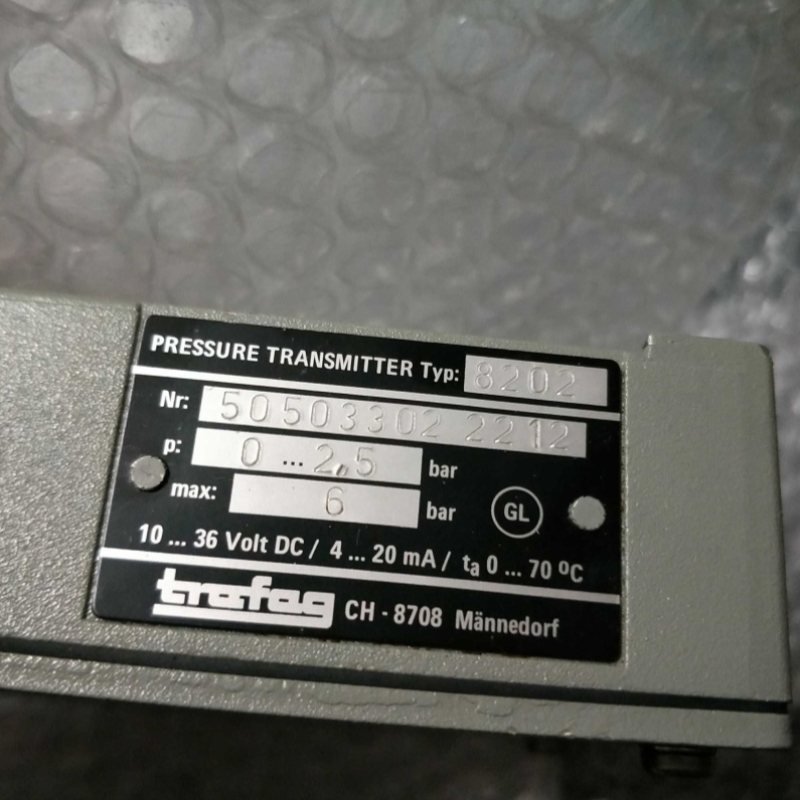 PRESSURE TRANSMITTER Typ: 8202
Nr: 50503302 2212
p: 0 ... 2,5 bar
max: 6 bar GL
10 ... 36 Volt DC / 4 ... 20 mA / ta 0 ... 70 ºC
trafag CH - 8708 Männedorf